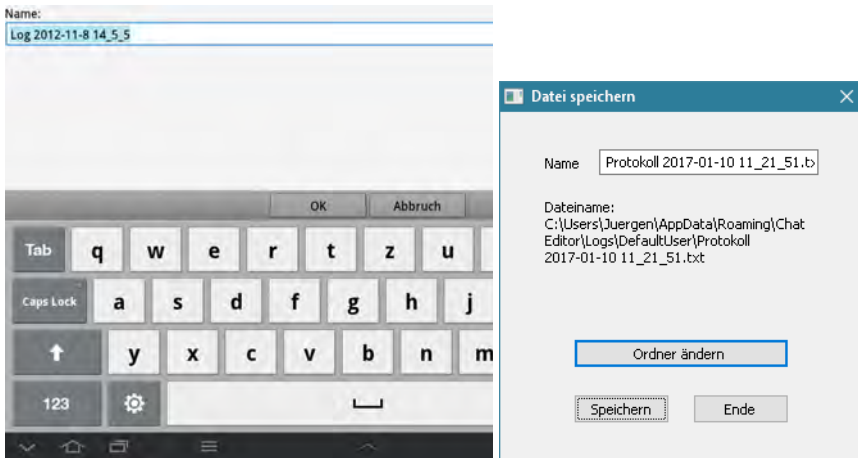 Name:
Log 2012-11-8 14_5_5
OK Abbruch
Tab q w e r t z u
Caps Lock a s d f g h j
y x c v b n m
123
Datei speichern
Name Protokoll 2017-01-10 11_21_51.tx
Dateiname:
C:\Users\Juergen\AppData\Roaming\Chat
Editor\Logs\DefaultUser\Protokoll
2017-01-10 11_21_51.txt
Ordner ändern
Speichern Ende